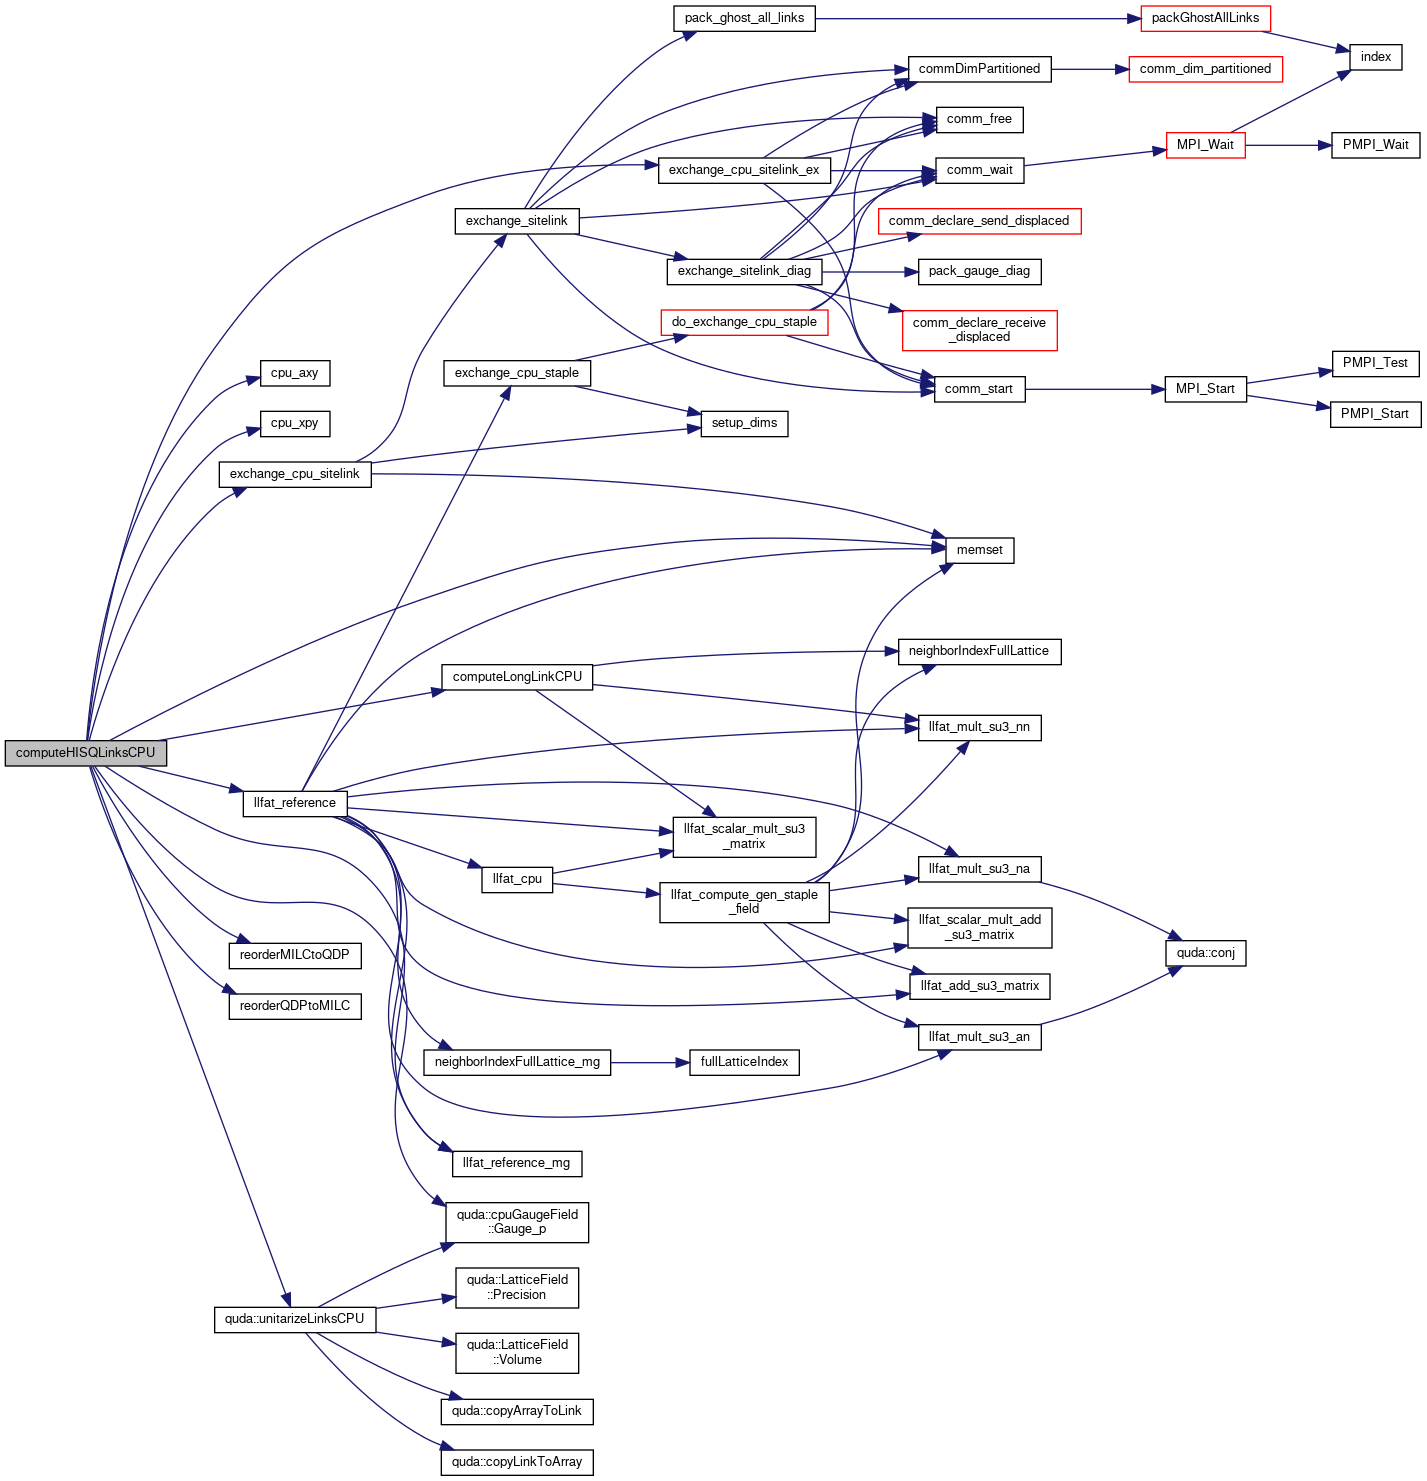 pack_ghost_all_links
packGhostAllLinks
index
commDimPartitioned
comm_dim_partitioned
comm_free
MPI_Wait
PMPI_Wait
exchange_cpu_sitelink_ex
comm_wait
exchange_sitelink
comm_declare_send_displaced
exchange_sitelink_diag
pack_gauge_diag
do_exchange_cpu_staple
comm_declare_receive
_displaced
cpu_axy
exchange_cpu_staple
comm_start
MPI_Start
PMPI_Test
PMPI_Start
cpu_xpy
setup_dims
exchange_cpu_sitelink
memset
computeLongLinkCPU
neighborIndexFullLattice
llfat_mult_su3_nn
computeHISQLinksCPU
llfat_reference
llfat_scalar_mult_su3
_matrix
llfat_cpu
llfat_mult_su3_na
llfat_compute_gen_staple
_field
llfat_scalar_mult_add
_su3_matrix
quda::conj
reorderMILCtoQDP
llfat_add_su3_matrix
reorderQDPtoMILC
llfat_mult_su3_an
neighborIndexFullLattice_mg
fullLatticeIndex
llfat_reference_mg
quda::cpuGaugeField
::Gauge_p
quda::LatticeField
::Precision
quda::unitarizeLinksCPU
quda::LatticeField
::Volume
quda::copyArrayToLink
quda::copyLinkToArray